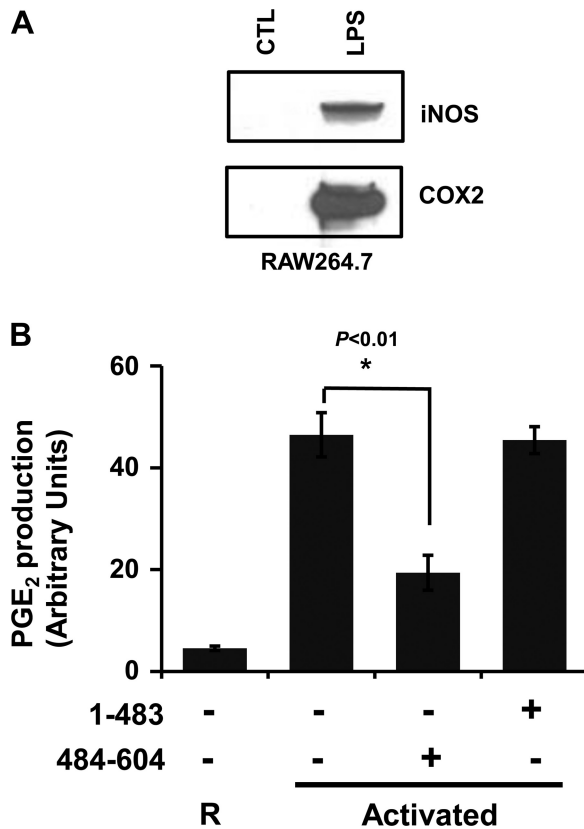 A
CTL LPS
iNOS
COX2
RAW264.7
B
P<0.01
*
60
40
20
0
PGE₂ production
(Arbitrary Units)
1-483 - - - +
484-604 - - + -
R Activated